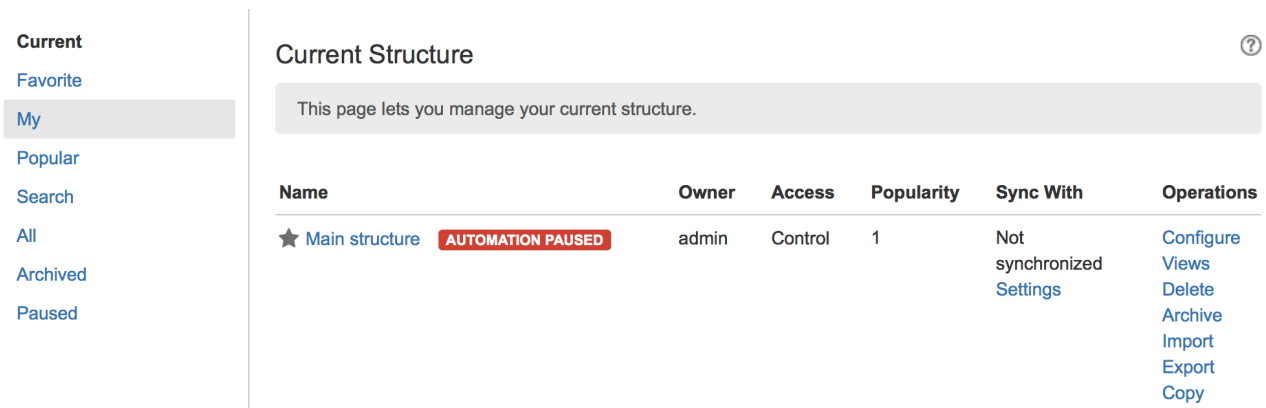 Current
Favorite
My
Popular
Search
All
Archived
Paused
Current Structure
?
This page lets you manage your current structure.
Name Owner Access Popularity Sync With Operations
Main structure AUTOMATION PAUSED admin Control 1 Not synchronized Settings Configure
Views
Delete
Archive
Import
Export
Copy